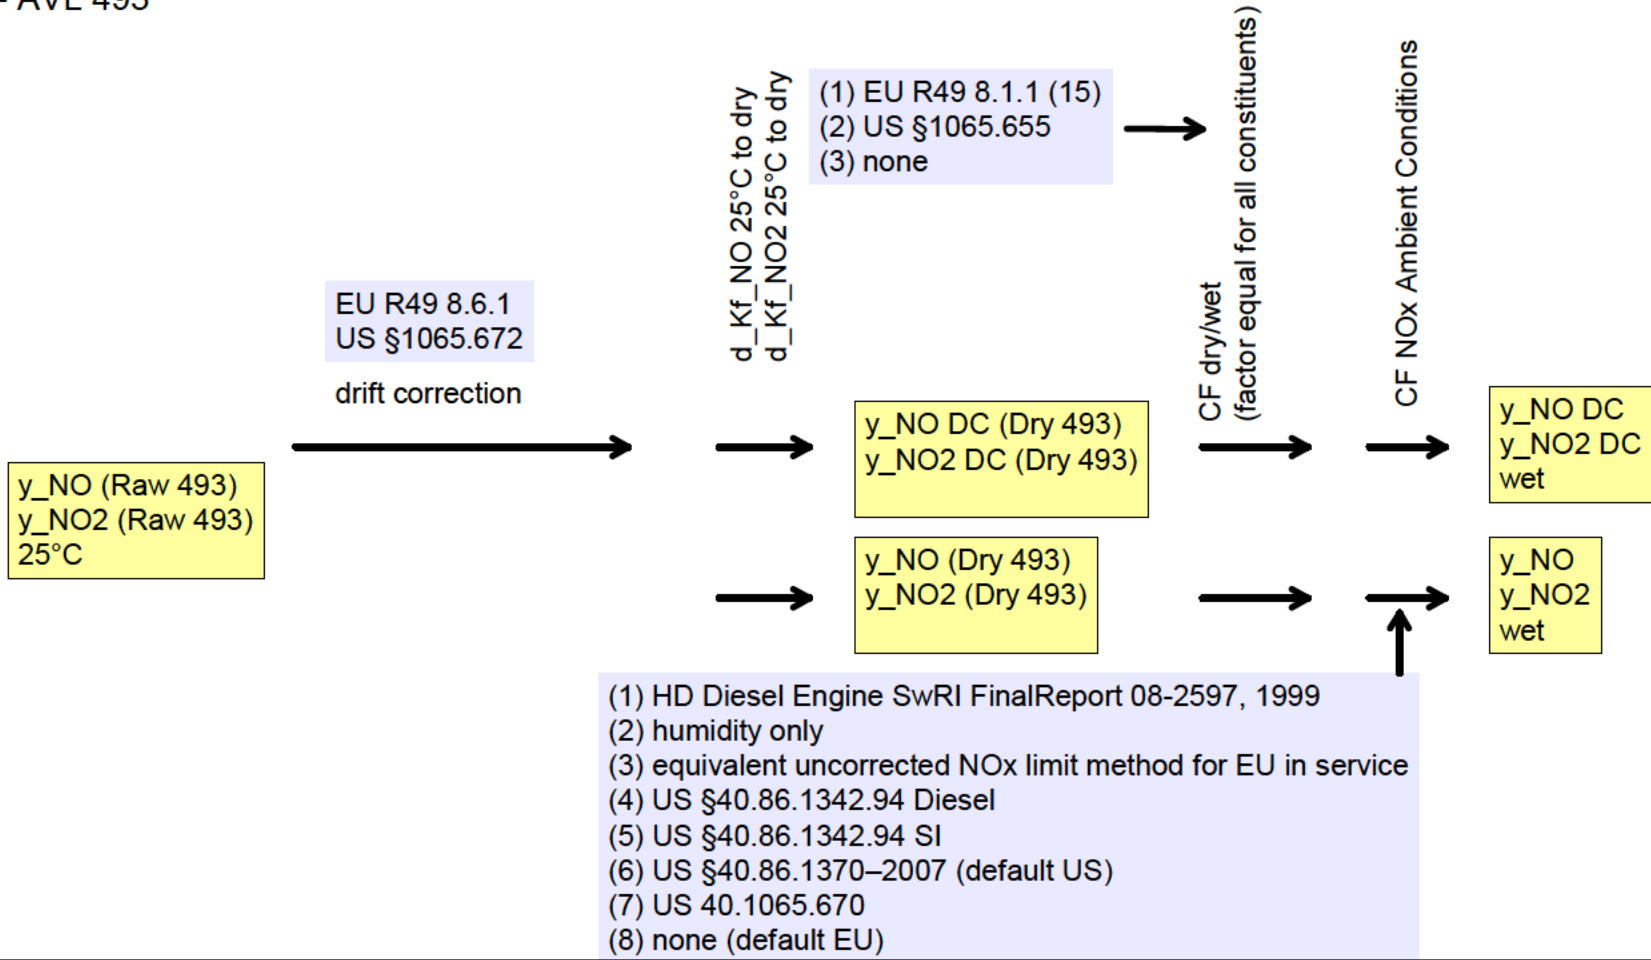 - AVL 493
d_Kf_NO 25°C to dry
d_Kf_NO2 25°C to dry
(1) EU R49 8.1.1 (15)
(2) US §1065.655
(3) none
CF dry/wet
(factor equal for all constituents)
CF NOx Ambient Conditions
EU R49 8.6.1
US §1065.672
drift correction
y_NO (Raw 493)
y_NO2 (Raw 493)
25°C
y_NO DC (Dry 493)
y_NO2 DC (Dry 493)
y_NO DC
y_NO2 DC
wet
y_NO (Dry 493)
y_NO2 (Dry 493)
y_NO
y_NO2
wet
(1) HD Diesel Engine SwRI FinalReport 08-2597, 1999
(2) humidity only
(3) equivalent uncorrected NOx limit method for EU in service
(4) US §40.86.1342.94 Diesel
(5) US §40.86.1342.94 SI
(6) US §40.86.1370–2007 (default US)
(7) US 40.1065.670
(8) none (default EU)